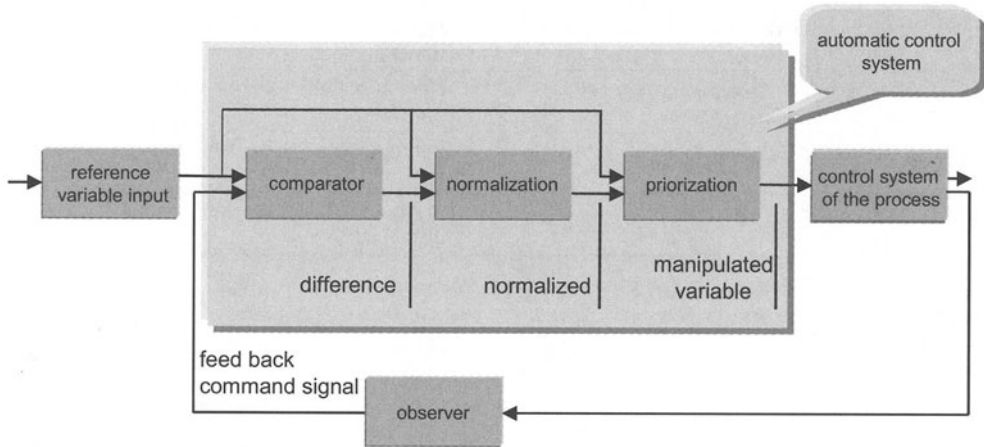 automatic control
system
reference
variable input
comparator
normalization
priorization
control system
of the process
difference
normalized
manipulated
variable
feed back
command signal
observer